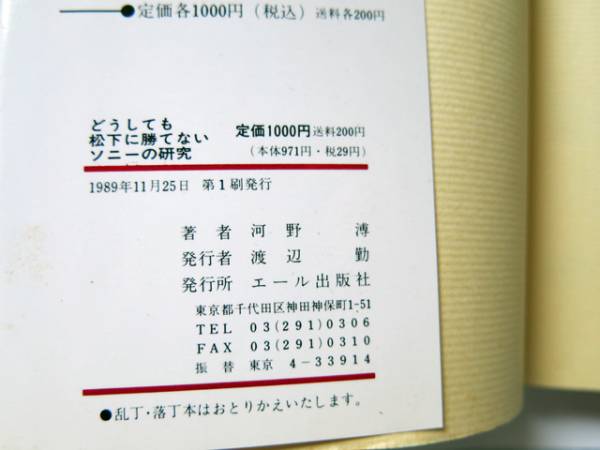 ●定価各1000円（税込）送料各200円
どうしても
松下に勝てない
ソニーの研究
定価1000円送料200円
（本体971円・税29円）
1989年11月25日 第1刷発行
著者 河野 溥
発行者 渡辺 勤
発行所 エール出版社
東京都千代田区神田神保町1-51
TEL 03(291)0306
FAX 03(291)0310
振替 東京 4-33914
●乱丁・落丁本はおとりかえいたします。